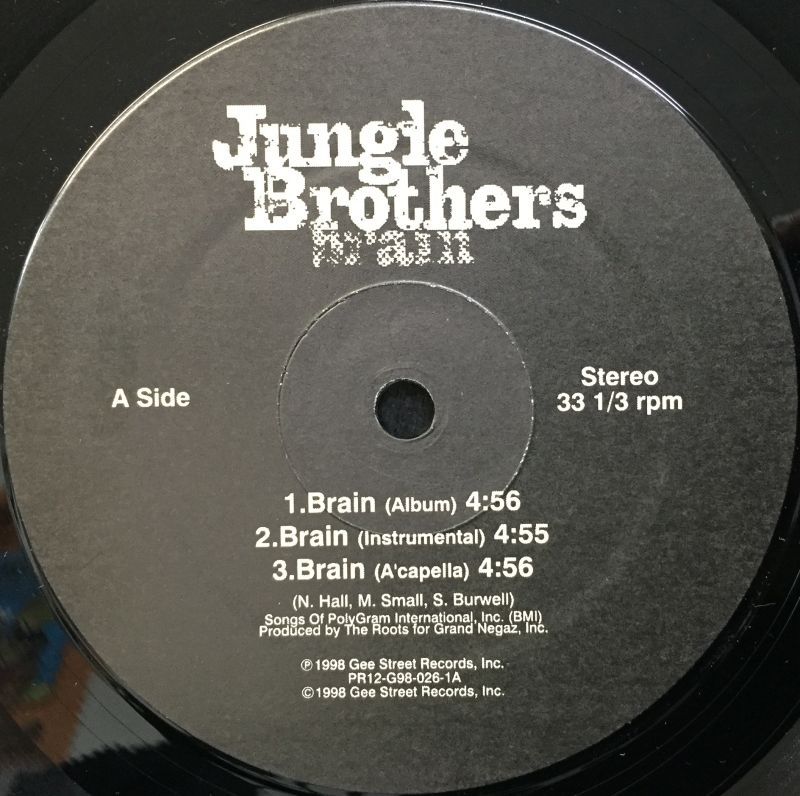 Jungle
Brothers
brain
A Side
Stereo
33 1/3 rpm
1.Brain (Album) 4:56
2.Brain (Instrumental) 4:55
3.Brain (A'capella) 4:56
(N. Hall, M. Small, S. Burwell)
Songs Of PolyGram International, Inc. (BMI)
Produced by The Roots for Grand Negaz, Inc.
℗ 1998 Gee Street Records, Inc.
PR12-G98-026-1A
© 1998 Gee Street Records, Inc.